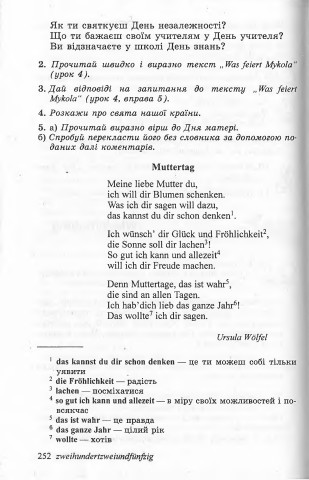 Як ти святкуєш День незалежності?
Що ти бажаєш своїм учителям у День учителя?
Ви відзначаєте у школі День знань?
2. Прочитай швидко і виразно текст „Was feiert Mykola"
(урок 4).
3. Дай відповіді на запитання до тексту „Was feiert
Mykola" (урок 4, вправа 5).
4. Розкажи про свята нашої країни.
5. а) Прочитай виразно вірш до Дня матері.
б) Спробуй перекласти його без словника за допомогою по-
даних далі коментарів.
Muttertag
Meine liebe Mutter du,
ich will dir Blumen schenken.
Was ich dir sagen will dazu,
das kannst du dir schon denken¹.
Ich wünsch' dir Glück und Fröhlichkeit²,
die Sonne soll dir lachen³!
So gut ich kann und allezeit⁴
will ich dir Freude machen.
Denn Muttertage, das ist wahr⁵,
die sind an allen Tagen.
Ich hab'dich lieb das ganze Jahr⁶!
Das wollte⁷ ich dir sagen.
Ursula Wölfel
¹ das kannst du dir schon denken — це ти можеш собі тільки
уявити
² die Fröhlichkeit — радість
³ lachen — посміхатися
⁴ so gut ich kann und allezeit — в міру своїх можливостей і по-
всякчас
⁵ das ist wahr — це правда
⁶ das ganze Jahr — цілий рік
⁷ wollte — хотів
252 zweihundertzweiundfünfzig